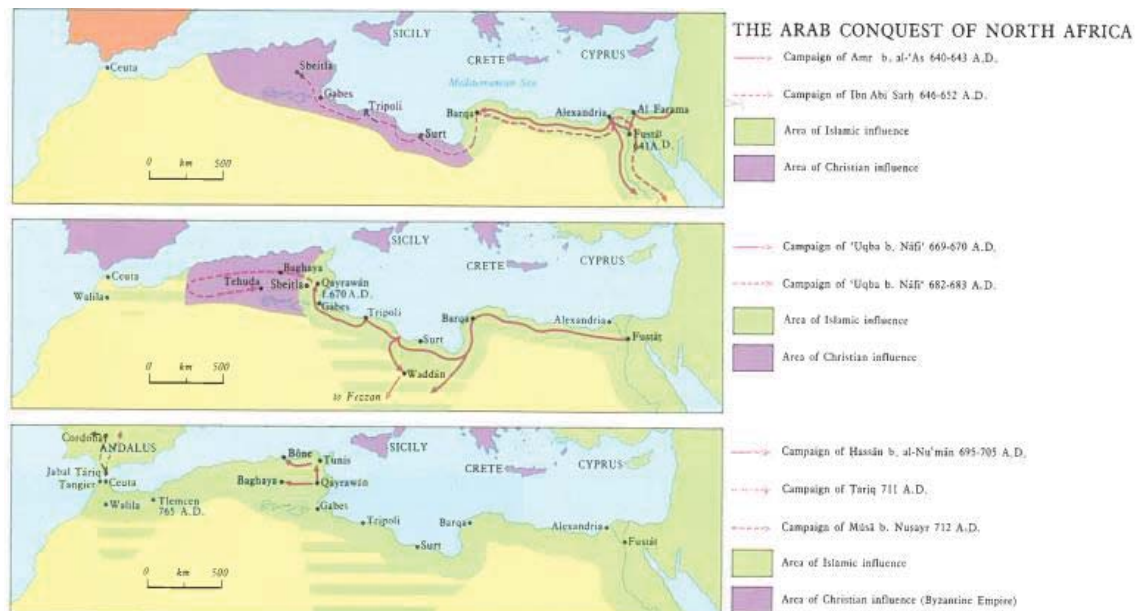 THE ARAB CONQUEST OF NORTH AFRICA
Campaign of Amr b. al-'As 640-643 A.D.
Campaign of Ibn Abi Sarḥ 646-652 A.D.
Area of Islamic influence
Area of Christian influence
SICILY
CRETE
CYPRUS
Ceuta
Sbeitla
Gabes
Mediterranean Sea
Tripoli
Surt
Barqa
Alexandria
Al Farama
Fustāṭ
641 A.D.
0 km 500
Campaign of 'Uqba b. Nāfi' 669-670 A.D.
Campaign of 'Uqba b. Nāfi' 682-683 A.D.
Area of Islamic influence
Area of Christian influence
SICILY
CRETE
CYPRUS
Ceuta
Walila
Baghaya
Tehuda
Sbeitla
Qayrawān
f.670 A.D.
Gabes
Tripoli
Surt
Barqa
Alexandria
Fustāṭ
Waddān
to Fezzan
0 km 500
Campaign of Hassān b. al-Nu'mān 695-705 A.D.
Campaign of Tariq 711 A.D.
Campaign of Mūsā b. Nuṣayr 712 A.D.
Area of Islamic influence
Area of Christian influence (Byzantine Empire)
Cordoba
ANDALUS
SICILY
CRETE
CYPRUS
Jabal Tāriq
Tangier
Ceuta
Walila
Tlemcen
765 A.D.
Bône
Tunis
Baghaya
Qayrawān
Gabes
Tripoli
Surt
Barqa
Alexandria
Fustāṭ
0 km 500